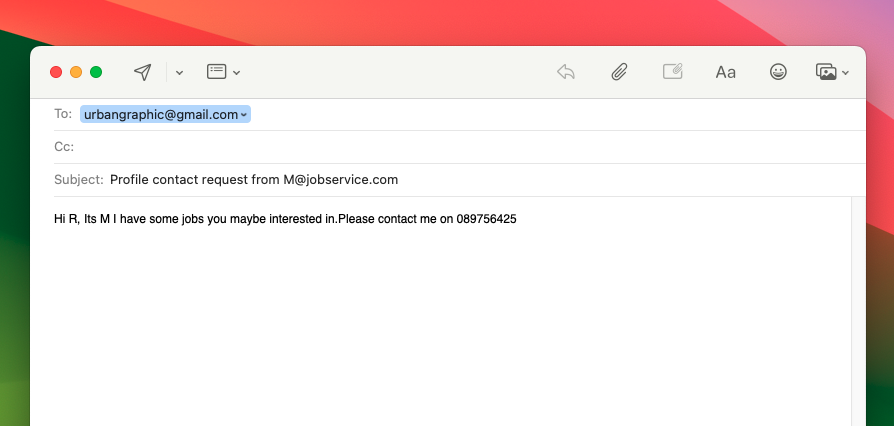 Aa
To: urbangraphic@gmail.com
Cc:
Subject: Profile contact request from M@jobservice.com
Hi R, Its M I have some jobs you maybe interested in.Please contact me on 089756425